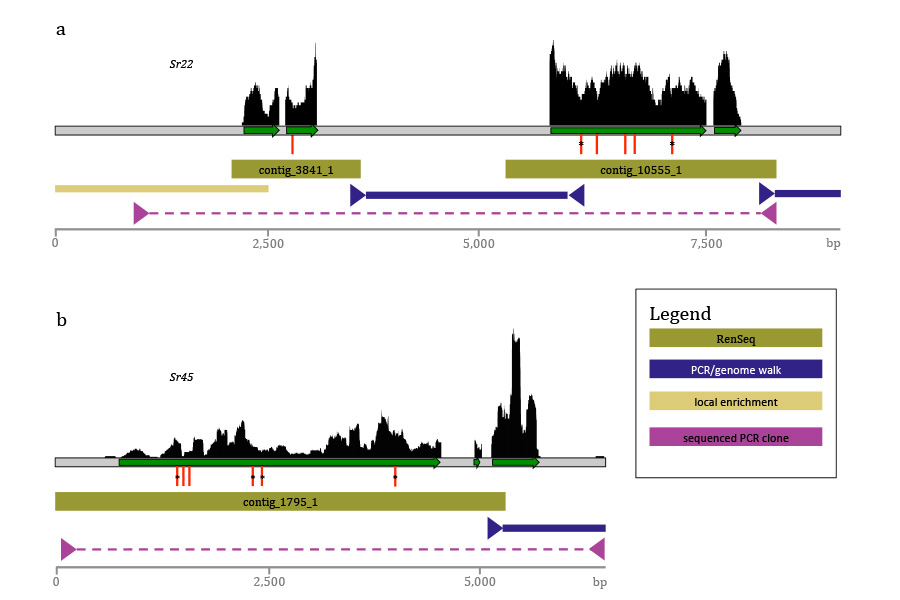 a
Sr22
* *
contig_3841_1 contig_10555_1
0 2,500 5,000 7,500 bp
b
Sr45
* * * *
contig_1795_1
0 2,500 5,000 bp
Legend
RenSeq
PCR/genome walk
local enrichment
sequenced PCR clone